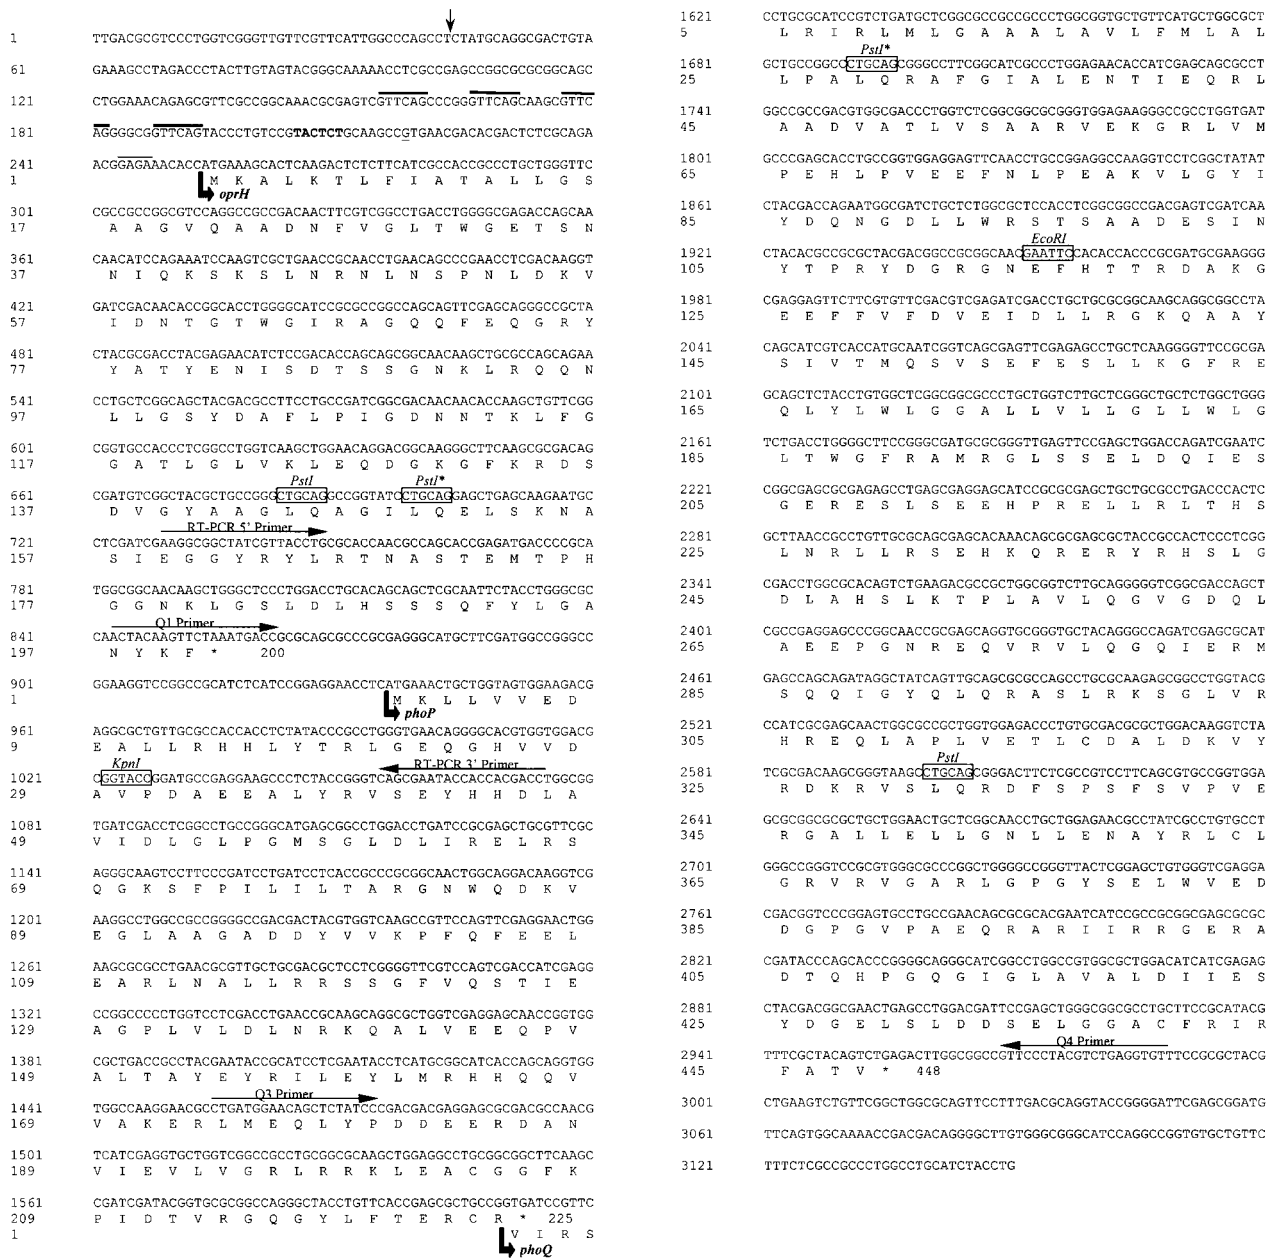 1 TTGACGCGTCCCTGGTCGGGTTGTTCGTTCATTGGCCCAGCCTCTATGCAGGCGACTGTA
61 GAAAGCCTAGACCCTACTTGTAGTACGGGCAAAAACCTCGCCGAGCCGGCGCGCGGCAGC
121 CTGGAAACAGAGCGTTCGCCGGCAAACGCGAGTCGTTCAGCCCGGGTTCAGCAAGCGTTC
181 AGGGGCGGTTCAGTACCCTGTCCGTACTCTGCAAGCCGTGAACGACACGACTCTCGCAGA
241 ACGGAGAAACACCATGAAAGCACTCAAGACTCTCTTCATCGCCACCGCCCTGCTGGGTTC
1 M K A L K T L F I A T A L L G S
oprH
301 CGCCGCCGGCGTCCAGGCCGCCGACAACTTCGTCGGCCTGACCTGGGGCGAGACCAGCAA
17 A A G V Q A A D N F V G L T W G E T S N
361 CAACATCCAGAAATCCAAGTCGCTGAACCGCAACCTGAACAGCCCGAACCTCGACAAGGT
37 N I Q K S K S L N R N L N S P N L D K V
421 GATCGACAACACCGGCACCTGGGGCATCCGCGCCGGCCAGCAGTTCGAGCAGGGCCGCTA
57 I D N T G T W G I R A G Q Q F E Q G R Y
481 CTACGCGACCTACGAGAACATCTCCGACACCAGCAGCGGCAACAAGCTGCGCCAGCAGAA
77 Y A T Y E N I S D T S S G N K L R Q Q N
541 CCTGCTCGGCAGCTACGACGCCTTCCTGCCGATCGGCGACAACAACACCAAGCTGTTCGG
97 L L G S Y D A F L P I G D N N T K L F G
601 CGGTGCCACCCTCGGCCTGGTCAAGCTGGAACAGGACGGCAAGGGCTTCAAGCGCGACAG
117 G A T L G L V K L E Q D G K G F K R D S
PstI PstI*
661 CGATGTCGGCTACGCTGCCGGCCTGCAGGCCGGTATCCTGCAGGAGCTGAGCAAGAATGC
137 D V G Y A A G L Q A G I L Q E L S K N A
RT-PCR 5' Primer
721 CTCGATCGAAGGCGGCTATCGTTACCTGCGCACCAACGCCAGCACCGAGATGACCCCGCA
157 S I E G G Y R Y L R T N A S T E M T P H
781 TGGCGGCAACAAGCTGGGCTCCCTGGACCTGCACAGCAGCTCGCAATTCTACCTGGGCGC
177 G G N K L G S L D L H S S S Q F Y L G A
Q1 Primer
841 CAACTACAAGTTCTAAATGACCGCGCAGCGCCCGCGAGGGCATGCTTCGATGGCCGGGCC
197 N Y K F * 200
901 GGAAGGTCCGGCCGCATCTCATCCGGAGGAACCTCATGAAACTGCTGGTAGTGGAAGACG
1 M K L L V V E D
phoP
961 AGGCGCTGTTGCGCCACCACCTCTATACCCGCCTGGGTGAACAGGGGCACGTGGTGGACG
9 E A L L R H H L Y T R L G E Q G H V V D
KpnI RT-PCR 3' Primer
1021 CGGTACCGGATGCCGAGGAAGCCCTCTACCGGGTCAGCGAATACCACCACGACCTGGCGG
29 A V P D A E E A L Y R V S E Y H H D L A
1081 TGATCGACCTCGGCCTGCCGGGCATGAGCGGCCTGGACCTGATCCGCGAGCTGCGTTCGC
49 V I D L G L P G M S G L D L I R E L R S
1141 AGGGCAAGTCCTTCCCGATCCTGATCCTCACCGCCCGCGGCAACTGGCAGGACAAGGTCG
69 Q G K S F P I L I L T A R G N W Q D K V
1201 AAGGCCTGGCCGCCGGGGCCGACGACTACGTGGTCAAGCCGTTCCAGTTCGAGGAACTGG
89 E G L A A G A D D Y V V K P F Q F E E L
1261 AAGCGCGCCTGAACGCGTTGCTGCGACGCTCCTCGGGGTTCGTCCAGTCGACCATCGAGG
109 E A R L N A L L R R S S G F V Q S T I E
1321 CCGGCCCCCTGGTCCTCGACCTGAACCGCAAGCAGGCGCTGGTCGAGGAGCAACCGGTGG
129 A G P L V L D L N R K Q A L V E E Q P V
1381 CGCTGACCGCCTACGAATACCGCATCCTCGAATACCTCATGCGGCATCACCAGCAGGTGG
149 A L T A Y E Y R I L E Y L M R H H Q Q V
Q3 Primer
1441 TGGCCAAGGAACGCCTGATGGAACAGCTCTATCCCGACGACGAGGAGCGCGACGCCAACG
169 V A K E R L M E Q L Y P D D E E R D A N
1501 TCATCGAGGTGCTGGTCGGCCGCCTGCGGCGCAAGCTGGAGGCCTGCGGCGGCTTCAAGC
189 V I E V L V G R L R R K L E A C G G F K
1561 CGATCGATACGGTGCGCGGCCAGGGCTACCTGTTCACCGAGCGCTGCCGGTGATCCGTTC
209 P I D T V R G Q G Y L F T E R C R * 225
1 V I R S
phoQ
1621 CCTGCGCATCCGTCTGATGCTCGGCGCCGCCGCCCTGGCGGTGCTGTTCATGCTGGCGCT
5 L R I R L M L G A A A L A V L F M L A L
PstI*
1681 GCTGCCGGCCCTGCAGCGGGCCTTCGGCATCGCCCTGGAGAACACCATCGAGCAGCGCCT
25 L P A L Q R A F G I A L E N T I E Q R L
1741 GGCCGCCGACGTGGCGACCCTGGTCTCGGCGGCGCGGGTGGAGAAGGGCCGCCTGGTGAT
45 A A D V A T L V S A A R V E K G R L V M
1801 GCCCGAGCACCTGCCGGTGGAGGAGTTCAACCTGCCGGAGGCCAAGGTCCTCGGCTATAT
65 P E H L P V E E F N L P E A K V L G Y I
1861 CTACGACCAGAATGGCGATCTGCTCTGGCGCTCCACCTCGGCGGCCGACGAGTCGATCAA
85 Y D Q N G D L L W R S T S A A D E S I N
EcoRI
1921 CTACACGCCGCGCTACGACGGCCGCGGCAACGAATTCCACACCACCCGCGATGCGAAGGG
105 Y T P R Y D G R G N E F H T T R D A K G
1981 CGAGGAGTTCTTCGTGTTCGACGTCGAGATCGACCTGCTGCGCGGCAAGCAGGCGGCCTA
125 E E F F V F D V E I D L L R G K Q A A Y
2041 CAGCATCGTCACCATGCAATCGGTCAGCGAGTTCGAGAGCCTGCTCAAGGGGTTCCGCGA
145 S I V T M Q S V S E F E S L L K G F R E
2101 GCAGCTCTACCTGTGGCTCGGCGGCGCCCTGCTGGTCTTGCTCGGGCTGCTCTGGCTGGG
165 Q L Y L W L G G A L L V L L G L L W L G
2161 TCTGACCTGGGGCTTCCGGGCGATGCGCGGGTTGAGTTCCGAGCTGGACCAGATCGAATC
185 L T W G F R A M R G L S S E L D Q I E S
2221 CGGCGAGCGCGAGAGCCTGAGCGAGGAGCATCCGCGCGAGCTGCTGCGCCTGACCCACTC
205 G E R E S L S E E H P R E L L R L T H S
2281 GCTTAACCGCCTGTTGCGCAGCGAGCACAAACAGCGCGAGCGCTACCGCCACTCCCTCGG
225 L N R L L R S E H K Q R E R Y R H S L G
2341 CGACCTGGCGCACAGTCTGAAGACGCCGCTGGCGGTCTTGCAGGGGGTCGGCGACCAGCT
245 D L A H S L K T P L A V L Q G V G D Q L
2401 CGCCGAGGAGCCCGGCAACCGCGAGCAGGTGCGGGTGCTACAGGGCCAGATCGAGCGCAT
265 A E E P G N R E Q V R V L Q G Q I E R M
2461 GAGCCAGCAGATAGGCTATCAGTTGCAGCGCGCCAGCCTGCGCAAGAGCGGCCTGGTACG
285 S Q Q I G Y Q L Q R A S L R K S G L V R
2521 CCATCGCGAGCAACTGGCGCCGCTGGTGGAGACCCTGTGCGACGCGCTGGACAAGGTCTA
305 H R E Q L A P L V E T L C D A L D K V Y
PstI
2581 TCGCGACAAGCGGGTAAGCCTGCAGCGGGACTTCTCGCCGTCCTTCAGCGTGCCGGTGGA
325 R D K R V S L Q R D F S P S F S V P V E
2641 GCGCGGCGCGCTGCTGGAACTGCTCGGCAACCTGCTGGAGAACGCCTATCGCCTGTGCCT
345 R G A L L E L L G N L L E N A Y R L C L
2701 GGGCCGGGTCCGCGTGGGCGCCCGGCTGGGGCCGGGTTACTCGGAGCTGTGGGTCGAGGA
365 G R V R V G A R L G P G Y S E L W V E D
2761 CGACGGTCCCGGAGTGCCTGCCGAACAGCGCGCACGAATCATCCGCCGCGGCGAGCGCGC
385 D G P G V P A E Q R A R I I R R G E R A
2821 CGATACCCAGCACCCGGGGCAGGGCATCGGCCTGGCCGTGGCGCTGGACATCATCGAGAG
405 D T Q H P G Q G I G L A V A L D I I E S
2881 CTACGACGGCGAACTGAGCCTGGACGATTCCGAGCTGGGCGGCGCCTGCTTCCGCATACG
425 Y D G E L S L D D S E L G G A C F R I R
Q4 Primer
2941 TTTCGCTACAGTCTGAGACTTGGCGGCCGTTCCCTACGTCTGAGGTGTTTCCGCGCTACG
445 F A T V * 448
3001 CTGAAGTCTGTTCGGCTGGCGCAGTTCCTTTGACGCAGGTACCGGGGATTCGAGCGGATG
3061 TTCAGTGGCAAAACCGACGACAGGGGCTTGTGGGCGGGCATCCAGGCCGGTGTGCTGTTC
3121 TTTCTCGCCGCCCTGGCCTGCATCTACCTG